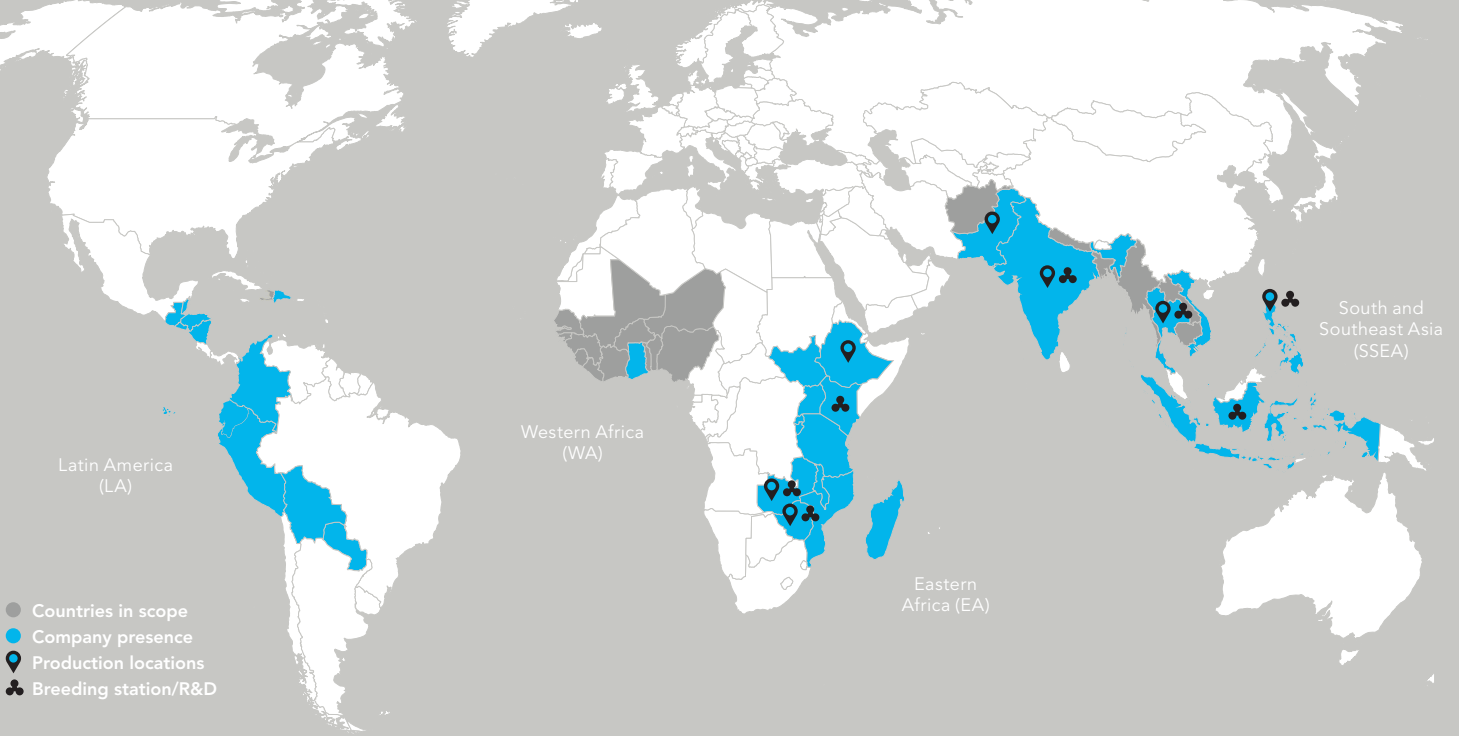 South and
Southeast Asia
(SSEA)
Western Africa
(WA)
Latin America
(LA)
Eastern
Africa (EA)
Countries in scope
Company presence
Production locations
Breeding station/R&D